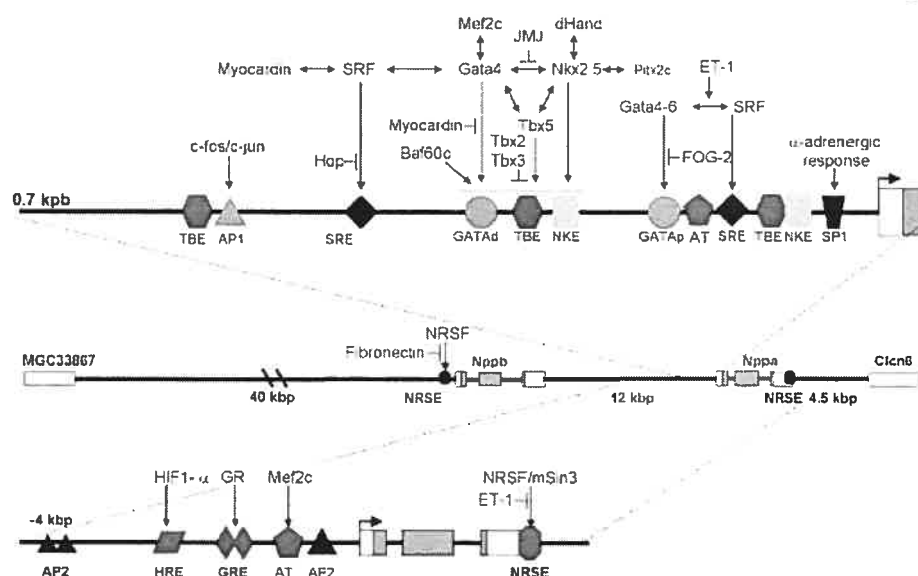 Mef2c dHand
JMJ
Myocardin SRF Gata4 Nkx2 5 Pitx2c ET-1
Gata4-6 SRF
c-fos/c-jun Myocardin Tbx5
Tbx2
Hop Baf60c Tbx3 FOG-2 α-adrenergic
response
0.7 kpb
TBE AP1 SRE GATAd TBE NKE GATAp AT SRE TBE NKE SP1
NRSF
MGC33867 Fibronectin Nppb Nppa Clcn6
40 kbp NRSE 12 kbp NRSE 4.5 kbp
HIF1- α GR Mef2c NRSF/mSin3
ET-1
-4 kbp
AP2 HRE GRE AT AP2 NRSE